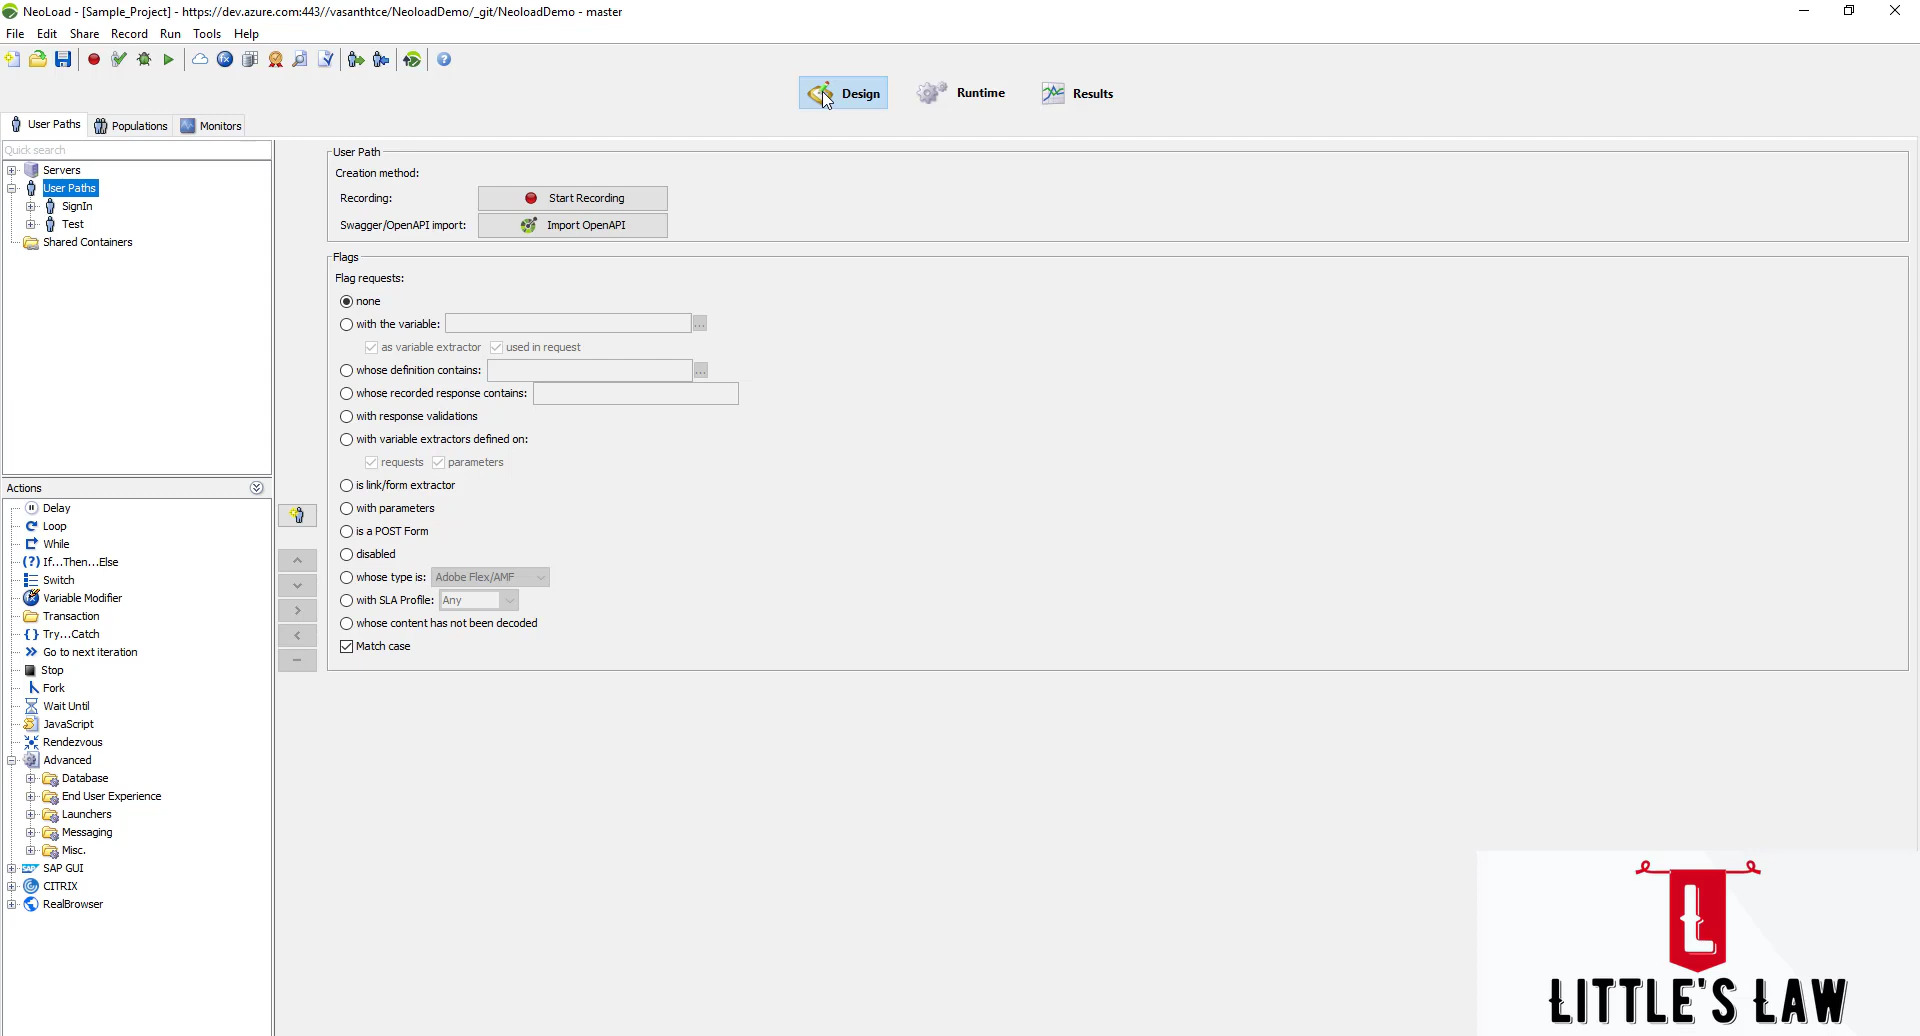 NeoLoad - [Sample_Project] - https://dev.azure.com:443//vasanthtce/NeoloadDemo/_git/NeoloadDemo - master
File Edit Share Record Run Tools Help
Design Runtime Results
User Paths Populations Monitors
Quick search
Servers
User Paths
SignIn
Test
Shared Containers
User Path
Creation method:
Recording: Start Recording
Swagger/OpenAPI import: Import OpenAPI
Flags
Flag requests:
none
with the variable: ...
as variable extractor used in request
whose definition contains: ...
whose recorded response contains:
with response validations
with variable extractors defined on:
requests parameters
is link/form extractor
with parameters
is a POST Form
disabled
whose type is: Adobe Flex/AMF
with SLA Profile: Any
whose content has not been decoded
Match case
Actions
Delay
Loop
While
If...Then...Else
Switch
Variable Modifier
Transaction
Try...Catch
Go to next iteration
Stop
Fork
Wait Until
JavaScript
Rendezvous
Advanced
Database
End User Experience
Launchers
Messaging
Misc.
SAP GUI
CITRIX
RealBrowser
L
LITTLE'S LAW